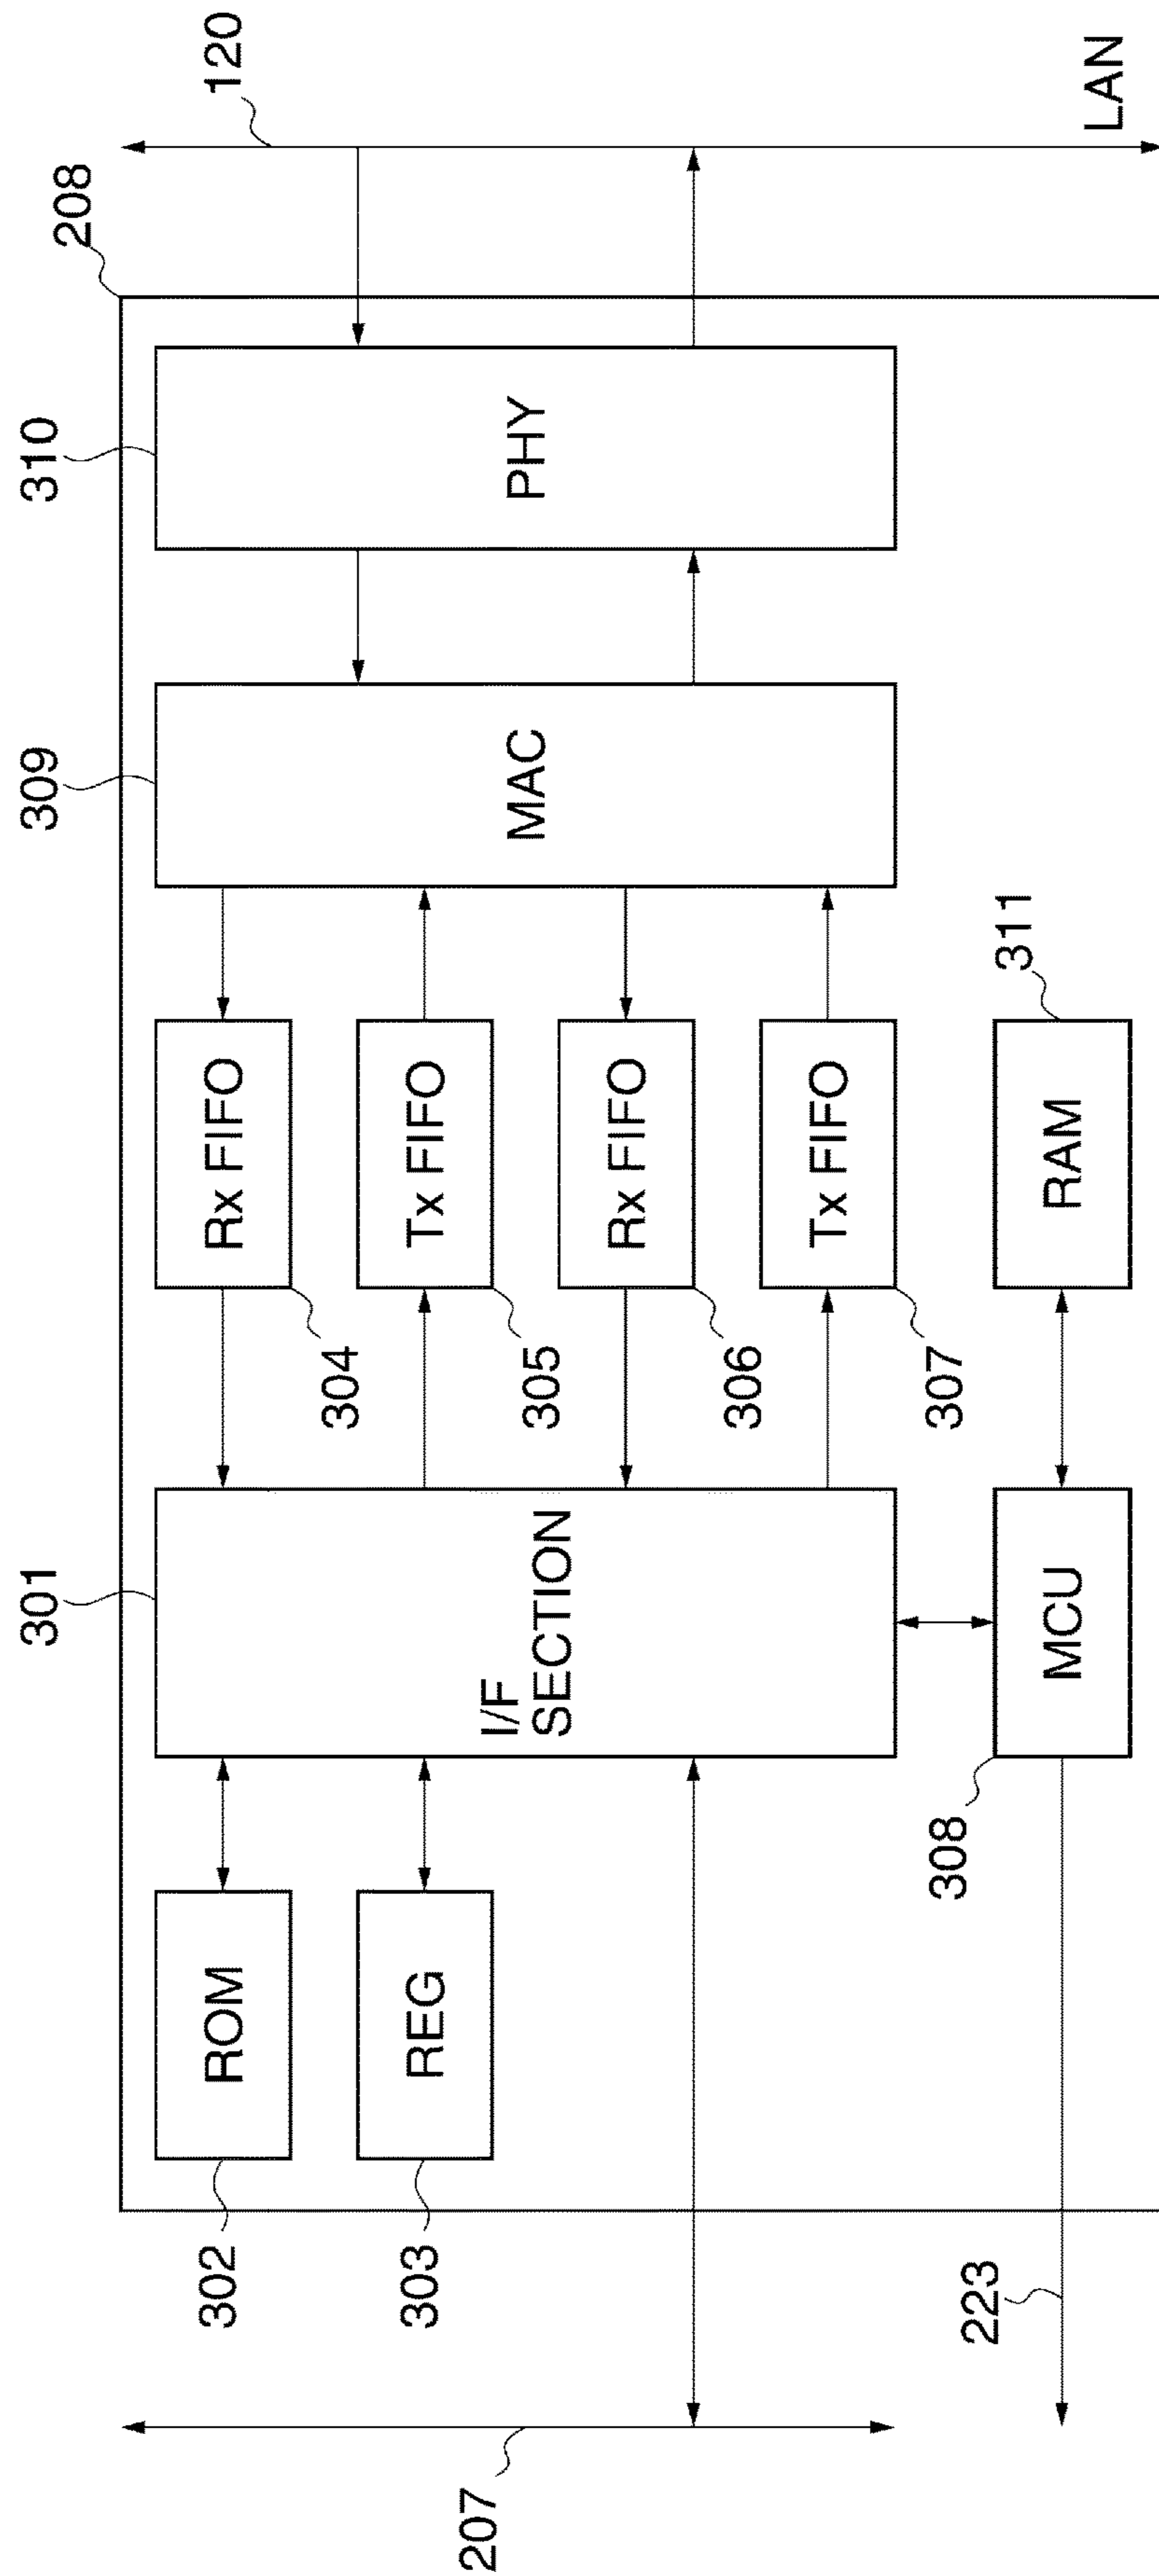 207
223
302
ROM
303
REG
301
I/F
SECTION
308
MCU
304
Rx FIFO
305
Tx FIFO
306
Rx FIFO
307
Tx FIFO
311
RAM
309
MAC
310
PHY
208
120
LAN